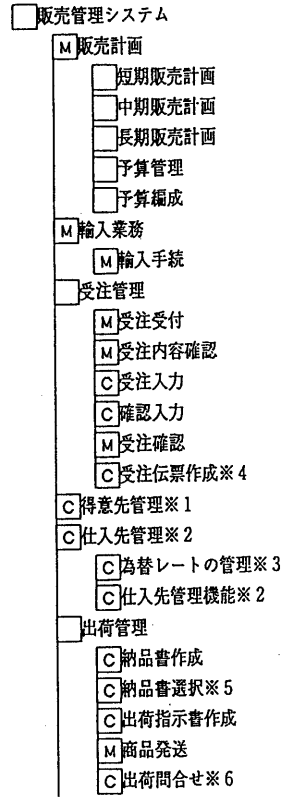 販売管理システム
M 販売計画
短期販売計画
中期販売計画
長期販売計画
予算管理
予算編成
M 輸入業務
M 輸入手続
受注管理
M 受注受付
M 受注内容確認
C 受注入力
C 確認入力
M 受注確認
C 受注伝票作成※4
C 得意先管理※1
C 仕入先管理※2
C 為替レートの管理※3
C 仕入先管理機能※2
出荷管理
C 納品書作成
C 納品書選択※5
C 出荷指示書作成
M 商品発送
C 出荷問合せ※6